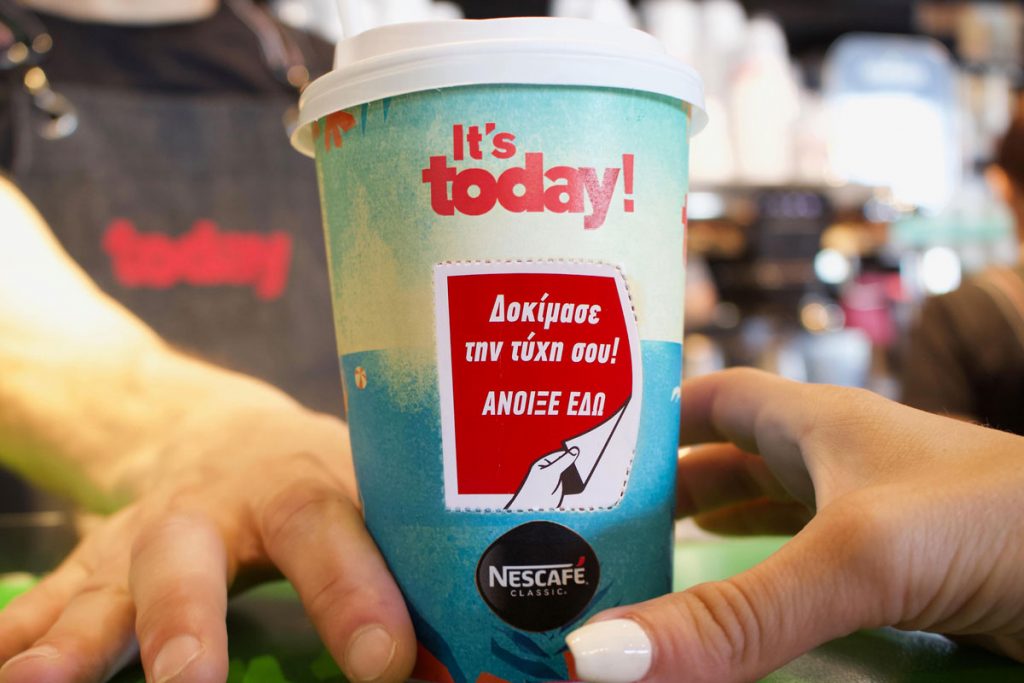 It's
today!
today
Δοκίμασε
την τύχη σου!
ΑΝΟΙΞΕ ΕΔΩ
NESCAFÉ
CLASSIC